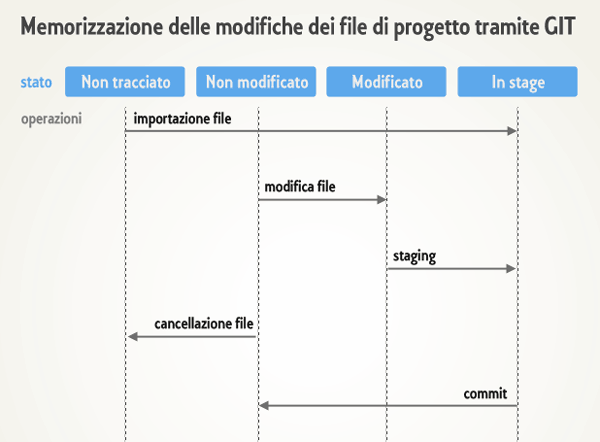 Memorizzazione delle modifiche dei file di progetto tramite GIT
stato Non tracciato Non modificato Modificato In stage
operazioni importazione file
modifica file
staging
cancellazione file
commit